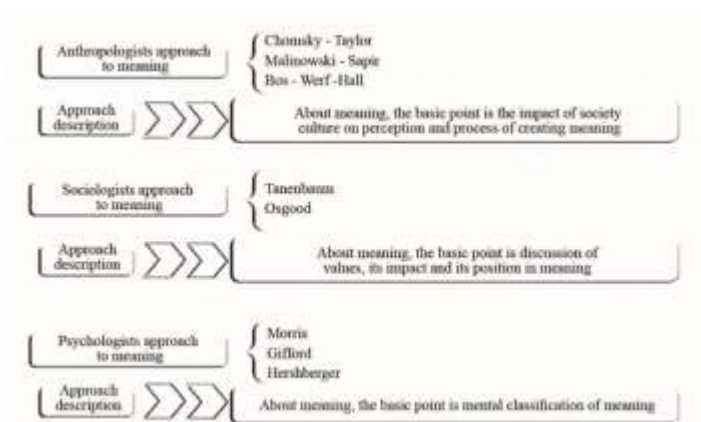 Anthropologists approach
to meaning
Chomsky - Taylor
Malinowski - Sapir
Bos - Werf -Hall
Approach
description
About meaning, the basic point is the impact of society
culture on perception and process of creating meaning
Sociologists approach
to meaning
Tanenbaum
Osgood
Approach
description
About meaning, the basic point is discussion of
values, its impact and its position in meaning
Psychologists approach
to meaning
Morris
Gifford
Hershberger
Approach
description
About meaning, the basic point is mental classification of meaning